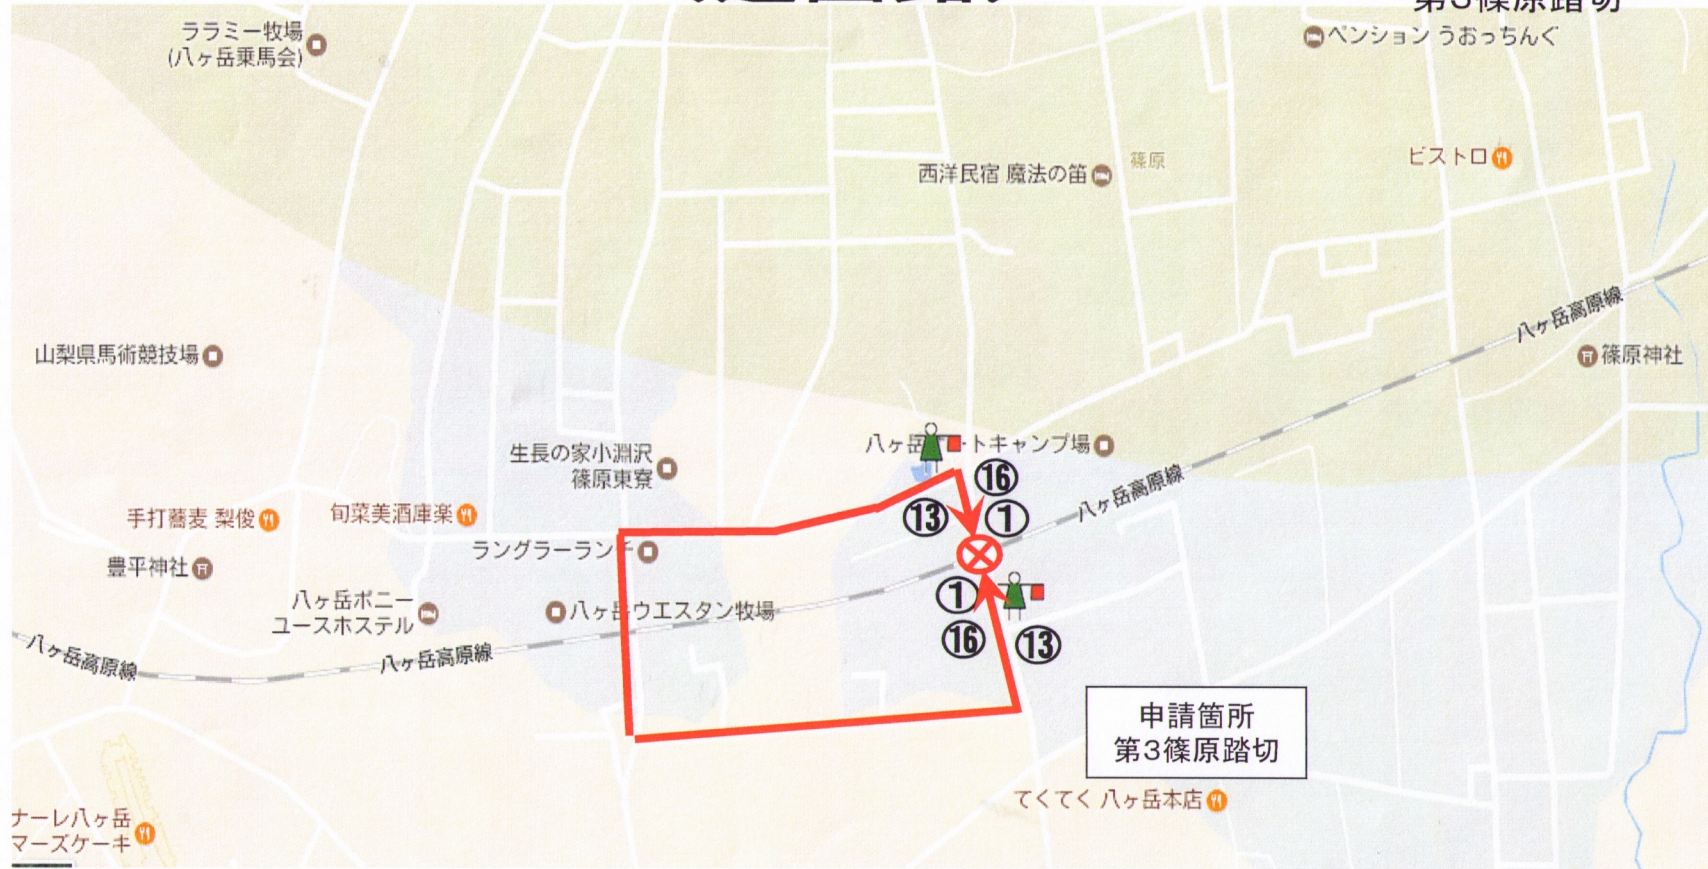 第3篠原踏切
ララミー牧場
(八ヶ岳乗馬会)
ペンション うおっちんぐ
西洋民宿 魔法の笛
篠原
ビストロ
八ヶ岳高原線
山梨県馬術競技場
篠原神社
生長の家小淵沢
篠原東寮
八ヶ岳
トキャンプ場
⑯
八ヶ岳高原線
手打蕎麦 梨俊
旬菜美酒庫楽
⑬
①
ラングラーランチ
豊平神社
八ヶ岳ポニー
ユースホステル
八ヶ岳ウエスタン牧場
①
⑯
⑬
八ヶ岳高原線
八ヶ岳高原線
申請箇所
第3篠原踏切
てくてく 八ヶ岳本店
ナーレ八ヶ岳
マーズケーキ